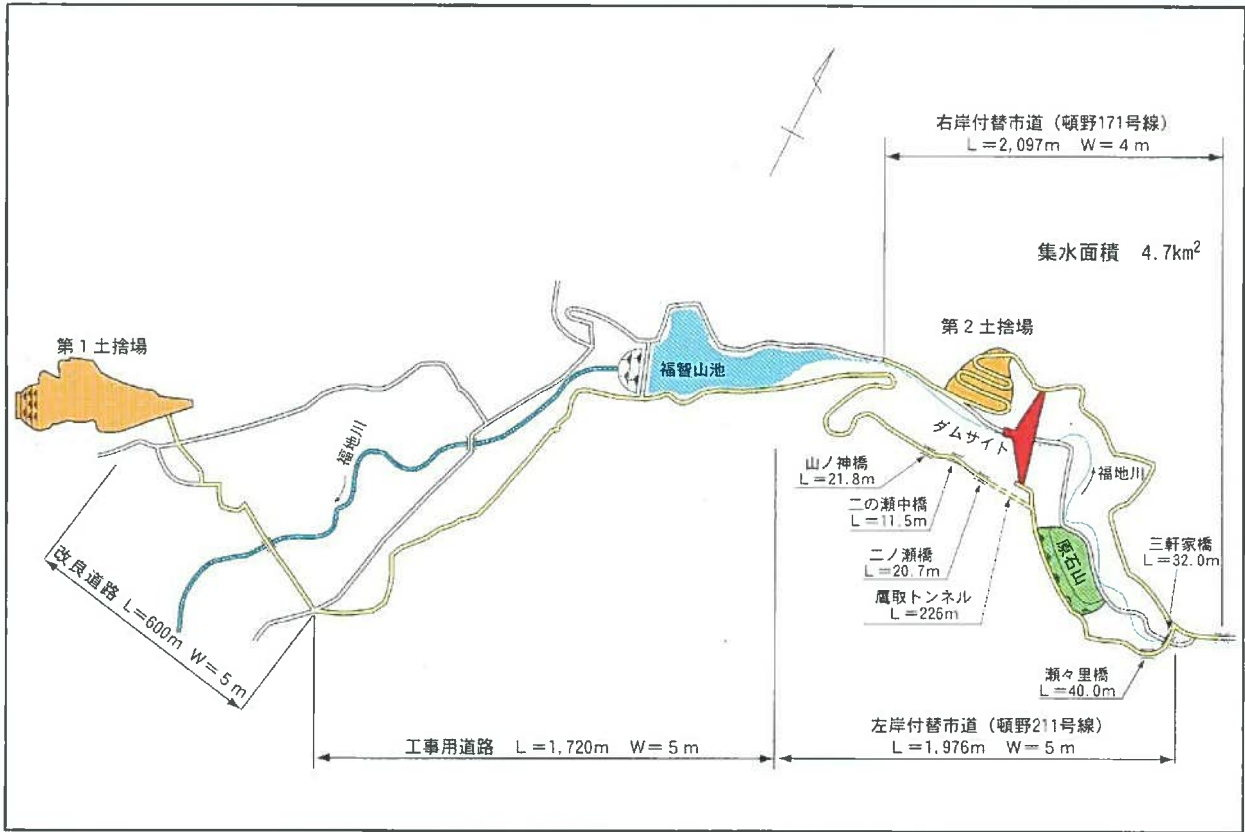 右岸付替市道（頓野171号線）
L＝2,097m　W＝4 m
集水面積　4.7km²
第1土捨場
福智山池
第2土捨場
ダムサイト
福地川
福地川
山ノ神橋
L＝21.8m
二の瀬中橋
L＝11.5m
二ノ瀬橋
L＝20.7m
鷹取トンネル
L＝226m
原石山
三軒家橋
L＝32.0m
瀬々里橋
L＝40.0m
改良道路　L＝600m　W＝5 m
工事用道路　L＝1,720m　W＝5 m
左岸付替市道（頓野211号線）
L＝1,976m　W＝5 m